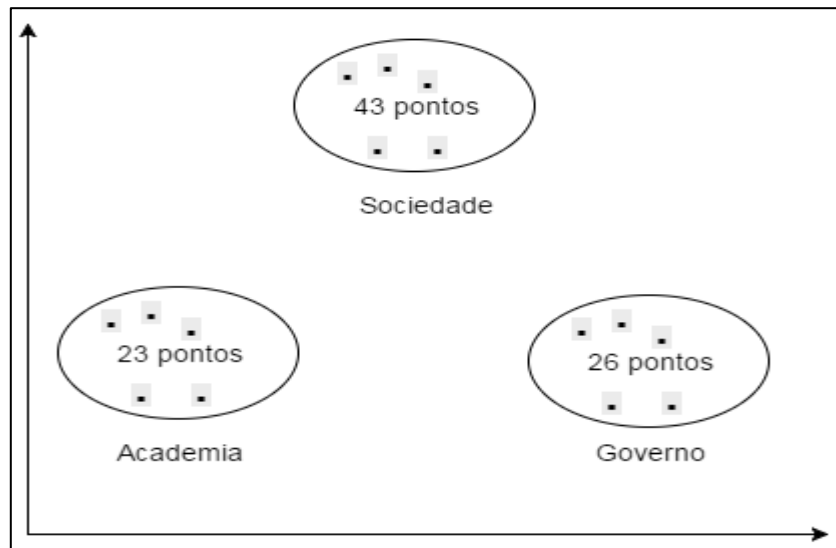 43 pontos
Sociedade
23 pontos
Academia
26 pontos
Governo